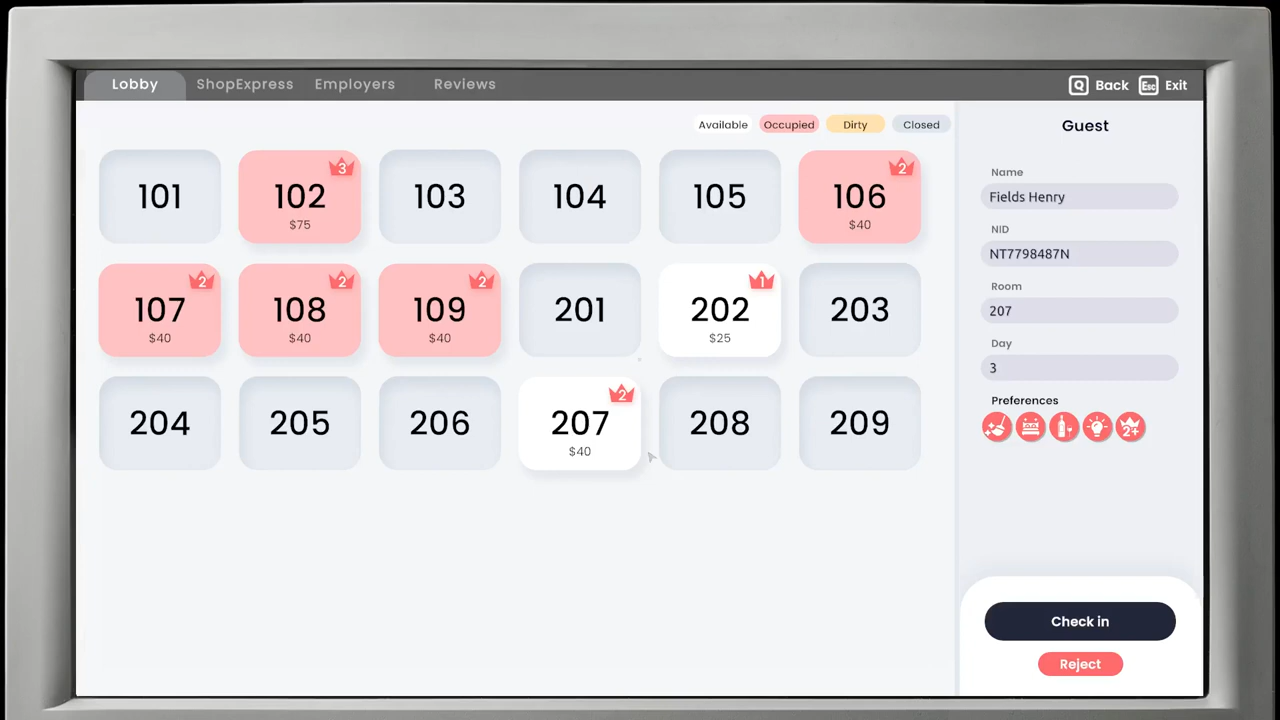 Lobby ShopExpress Employers Reviews Q Back Esc Exit
Available Occupied Dirty Closed
Guest
101
102
3
$75
103
104
105
106
2
$40
107
2
$40
108
2
$40
109
2
$40
201
202
1
$25
203
204
205
206
207
2
$40
208
209
Name
Fields Henry
NID
NT7798487N
Room
207
Day
3
Preferences
2+
Check in
Reject